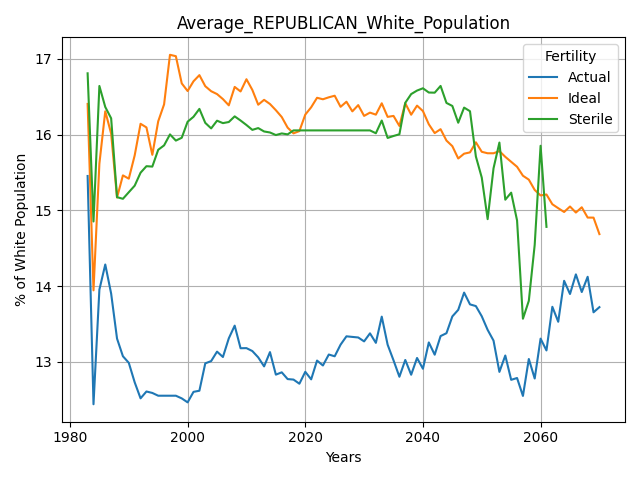 Average_REPUBLICAN_White_Population
% of White Population
17
16
15
14
13
1980
2000
2020
2040
2060
Years
Fertility
Actual
Ideal
Sterile